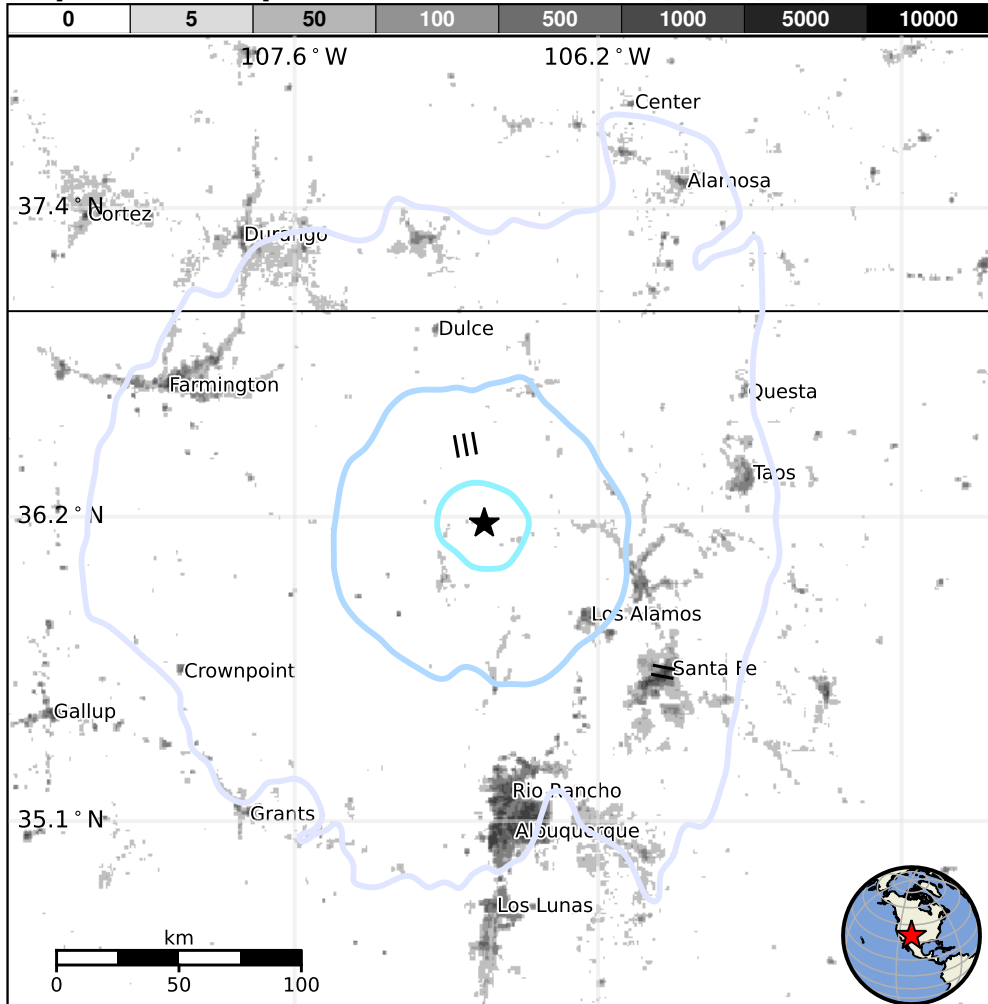 0 5 50 100 500 1000 5000 10000
107.6°W 106.2°W
Center
Alamosa
37.4°N
Cortez
Durango
Dulce
Farmington
Questa
III
Taos
36.2°N
Los Alamos
Crownpoint
Santa Fe
II
Gallup
Rio Rancho
Grants
35.1°N
Albuquerque
Los Lunas
km
0 50 100